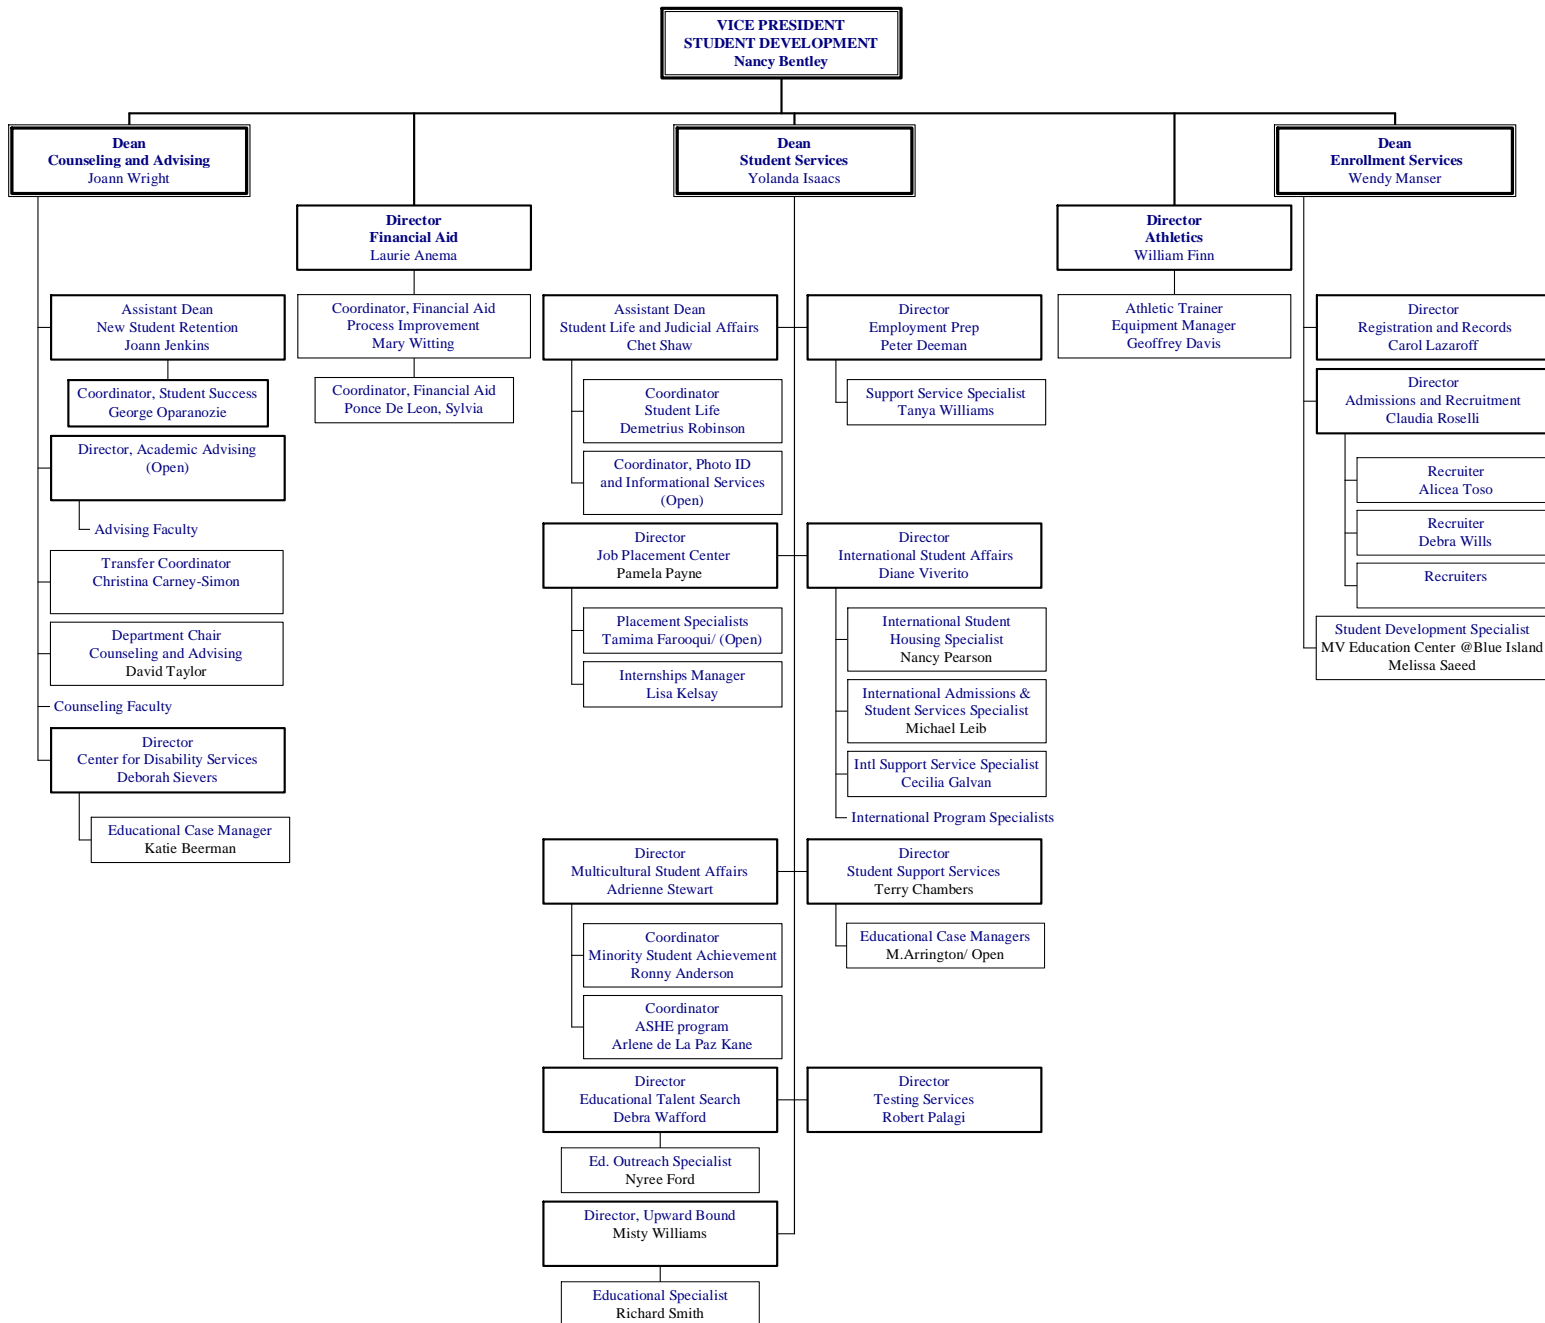 VICE PRESIDENT
STUDENT DEVELOPMENT
Nancy Bentley
Dean
Counseling and Advising
Joann Wright
Dean
Student Services
Yolanda Isaacs
Dean
Enrollment Services
Wendy Manser
Director
Financial Aid
Laurie Anema
Director
Athletics
William Finn
Assistant Dean
New Student Retention
Joann Jenkins
Coordinator, Student Success
George Oparanozie
Director, Academic Advising
(Open)
Advising Faculty
Transfer Coordinator
Christina Carney-Simon
Department Chair
Counseling and Advising
David Taylor
Counseling Faculty
Director
Center for Disability Services
Deborah Sievers
Educational Case Manager
Katie Beerman
Coordinator, Financial Aid
Process Improvement
Mary Witting
Coordinator, Financial Aid
Ponce De Leon, Sylvia
Assistant Dean
Student Life and Judicial Affairs
Chet Shaw
Coordinator
Student Life
Demetrius Robinson
Coordinator, Photo ID
and Informational Services
(Open)
Director
Job Placement Center
Pamela Payne
Placement Specialists
Tamima Farooqui/ (Open)
Internships Manager
Lisa Kelsay
Director
Multicultural Student Affairs
Adrienne Stewart
Coordinator
Minority Student Achievement
Ronny Anderson
Coordinator
ASHE program
Arlene de La Paz Kane
Director
Educational Talent Search
Debra Wafford
Ed. Outreach Specialist
Nyree Ford
Director, Upward Bound
Misty Williams
Educational Specialist
Richard Smith
Director
Employment Prep
Peter Deeman
Support Service Specialist
Tanya Williams
Director
International Student Affairs
Diane Viverito
International Student
Housing Specialist
Nancy Pearson
International Admissions &
Student Services Specialist
Michael Leib
Intl Support Service Specialist
Cecilia Galvan
International Program Specialists
Director
Student Support Services
Terry Chambers
Educational Case Managers
M.Arrington/ Open
Director
Testing Services
Robert Palagi
Athletic Trainer
Equipment Manager
Geoffrey Davis
Director
Registration and Records
Carol Lazaroff
Director
Admissions and Recruitment
Claudia Roselli
Recruiter
Alicea Toso
Recruiter
Debra Wills
Recruiters
Student Development Specialist
MV Education Center @Blue Island
Melissa Saeed